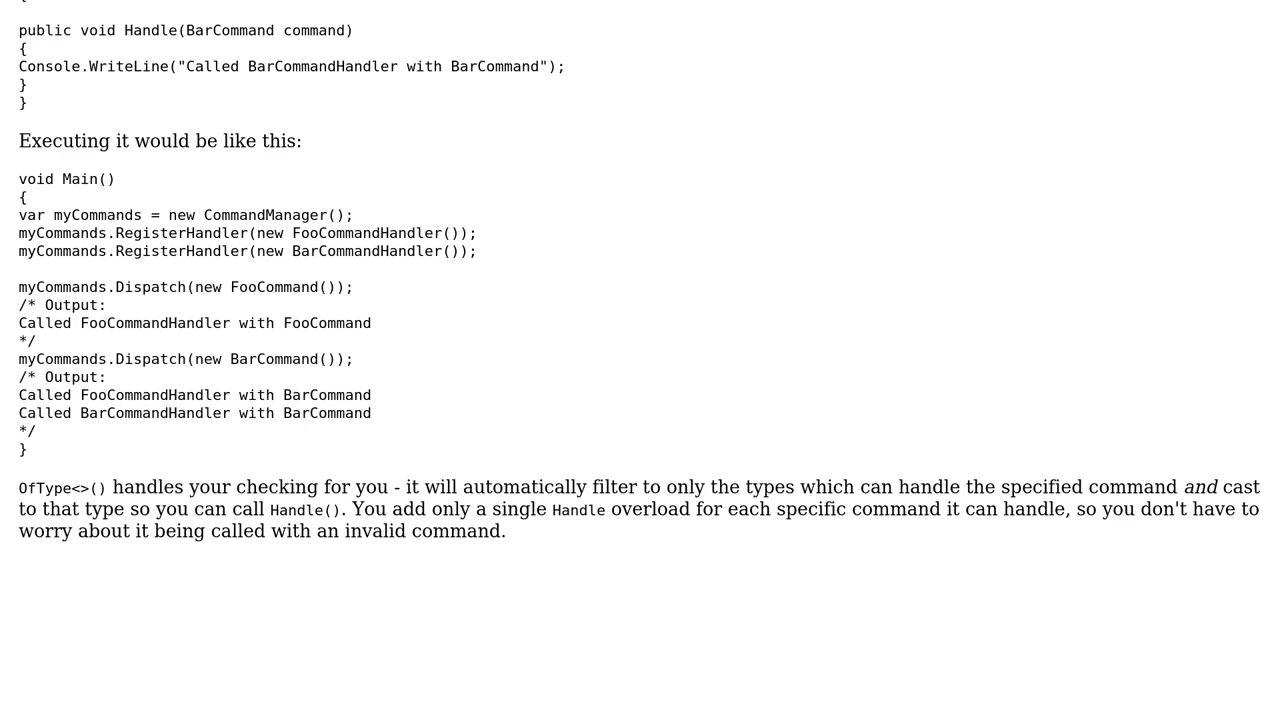 {
public void Handle(BarCommand command)
{
Console.WriteLine("Called BarCommandHandler with BarCommand");
}
}
Executing it would be like this:
void Main()
{
var myCommands = new CommandManager();
myCommands.RegisterHandler(new FooCommandHandler());
myCommands.RegisterHandler(new BarCommandHandler());
myCommands.Dispatch(new FooCommand());
/* Output:
Called FooCommandHandler with FooCommand
*/
myCommands.Dispatch(new BarCommand());
/* Output:
Called FooCommandHandler with BarCommand
Called BarCommandHandler with BarCommand
*/
}
OfType<>() handles your checking for you - it will automatically filter to only the types which can handle the specified command and cast
to that type so you can call Handle(). You add only a single Handle overload for each specific command it can handle, so you don't have to
worry about it being called with an invalid command.